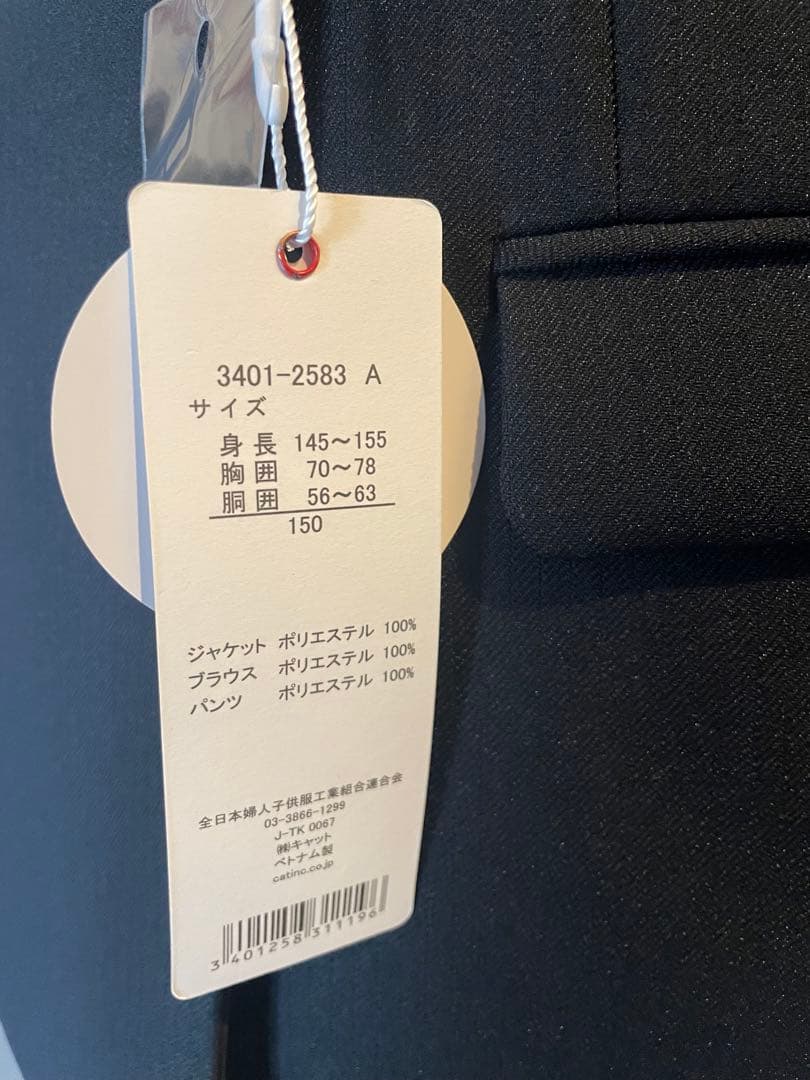 3401-2583 A
サイズ
身長 145〜155
胸囲 70〜78
胴囲 56〜63
150
ジャケット ポリエステル 100%
ブラウス ポリエステル 100%
パンツ ポリエステル 100%
全日本婦人子供服工業組合連合会
03-3866-1299
J-TK 0067
㈱キャット
ベトナム製
catinc.co.jp
3 401258 311196